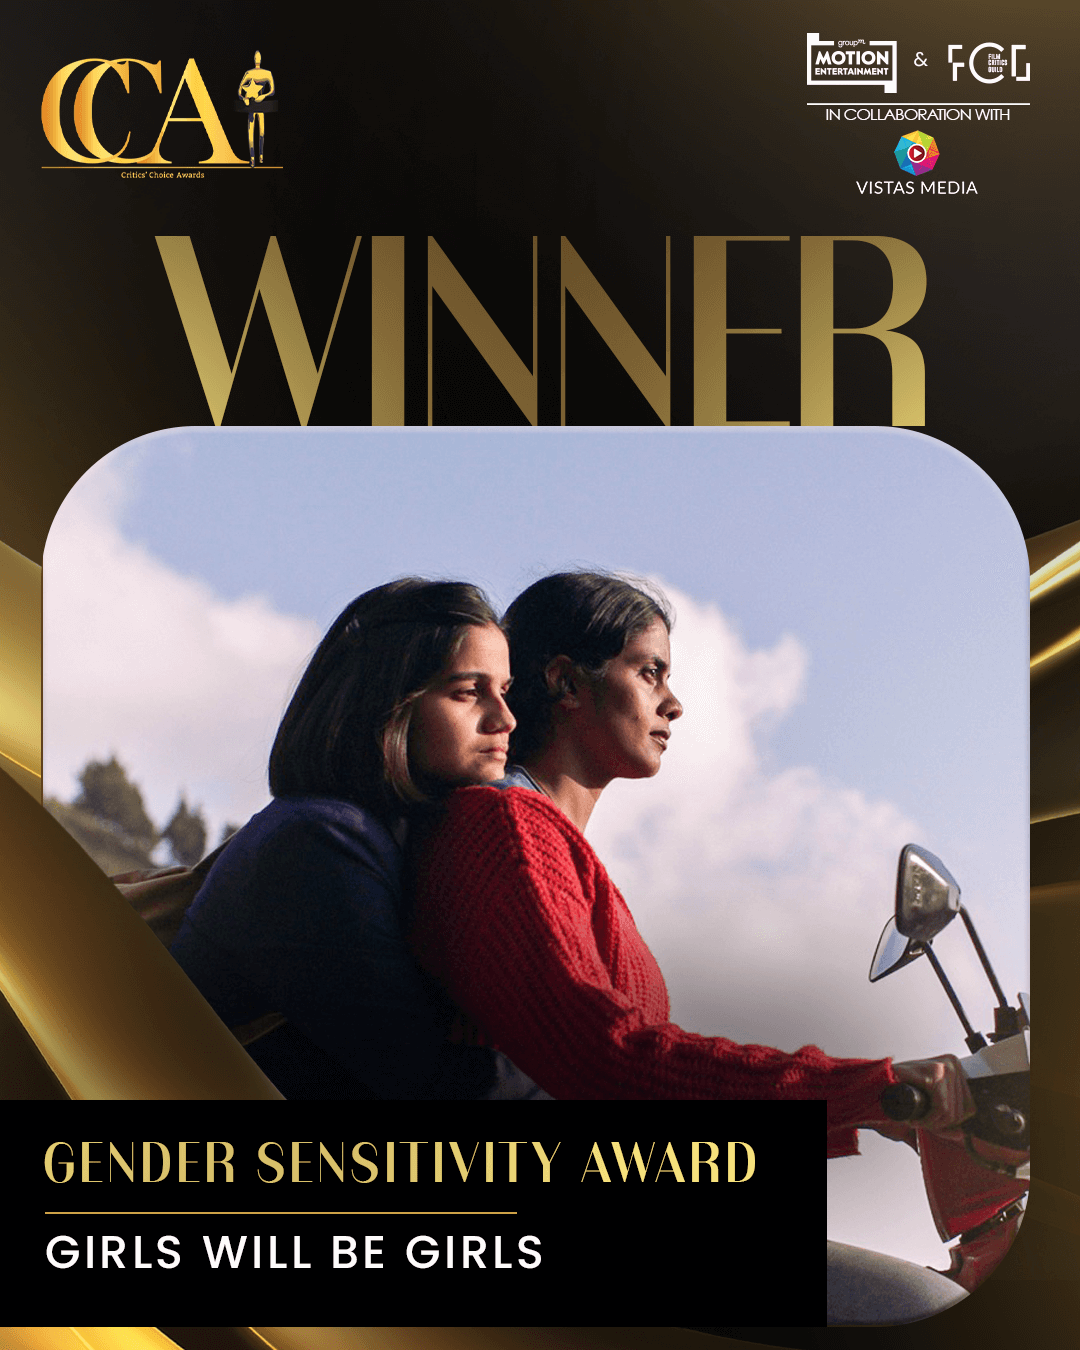 CCA
Critics' Choice Awards
groupm
MOTION
ENTERTAINMENT
&
FCG
FILM
CRITICS
GUILD
IN COLLABORATION WITH
VISTAS MEDIA
WINNER
GENDER SENSITIVITY AWARD
GIRLS WILL BE GIRLS